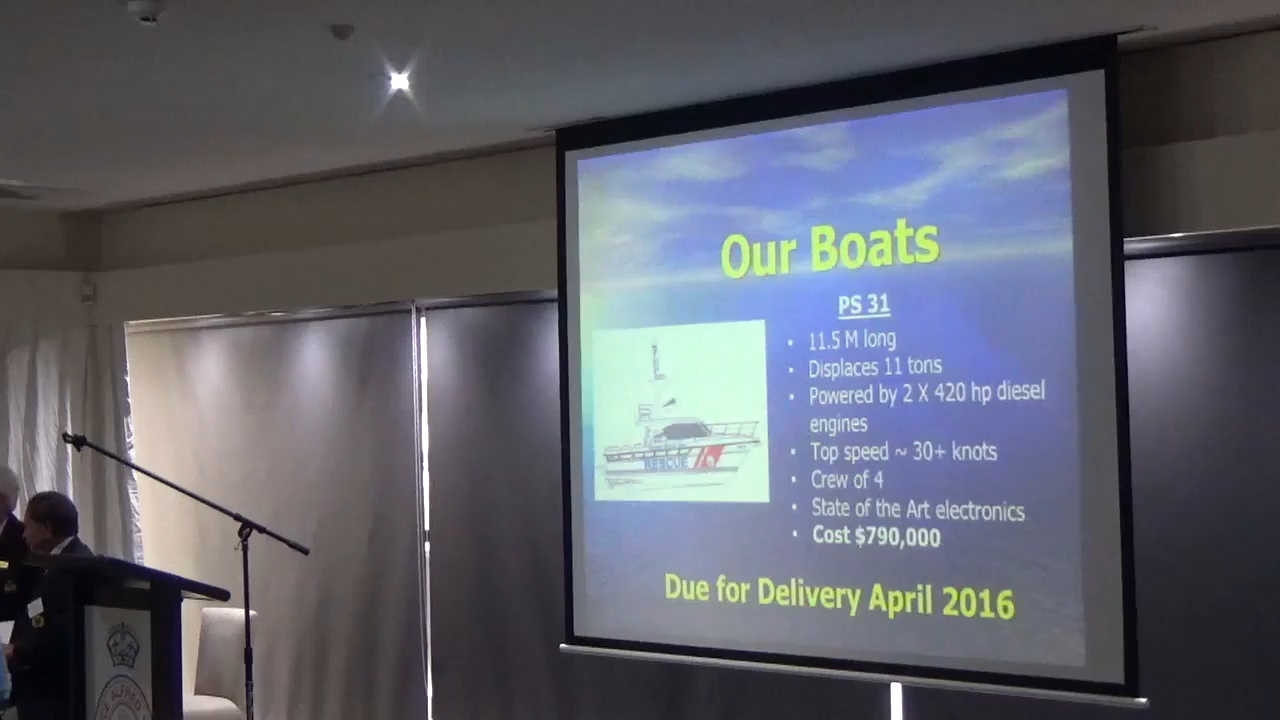 Our Boats
PS 31
• 11.5 M long
• Displaces 11 tons
• Powered by 2 X 420 hp diesel
engines
• Top speed ~ 30+ knots
• Crew of 4
• State of the Art electronics
• Cost $790,000
RESCUE
Due for Delivery April 2016
ALFRED